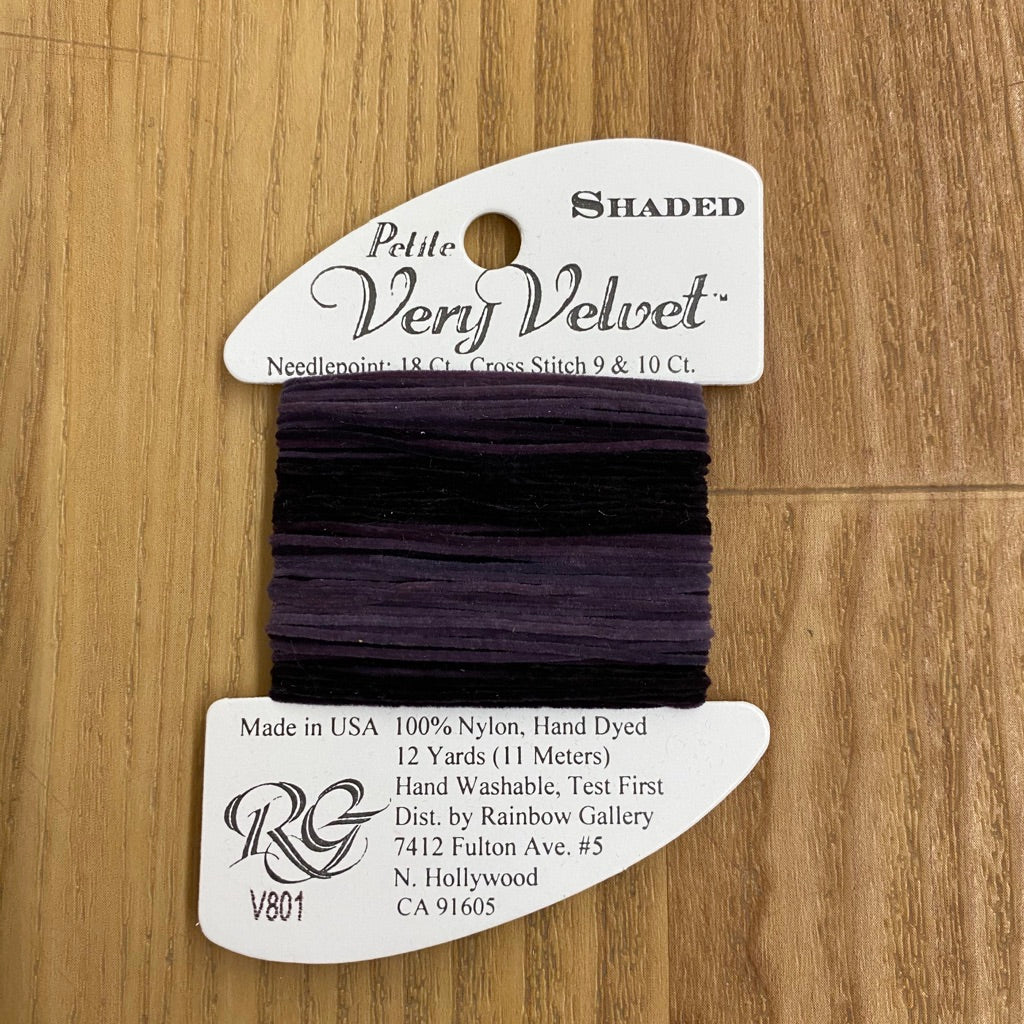 SHADED
Petite
Very Velvet™
Needlepoint: 18 Ct. Cross Stitch 9 & 10 Ct.
Made in USA 100% Nylon, Hand Dyed
12 Yards (11 Meters)
Hand Washable, Test First
Dist. by Rainbow Gallery
7412 Fulton Ave. #5
N. Hollywood
CA 91605
RG
V801